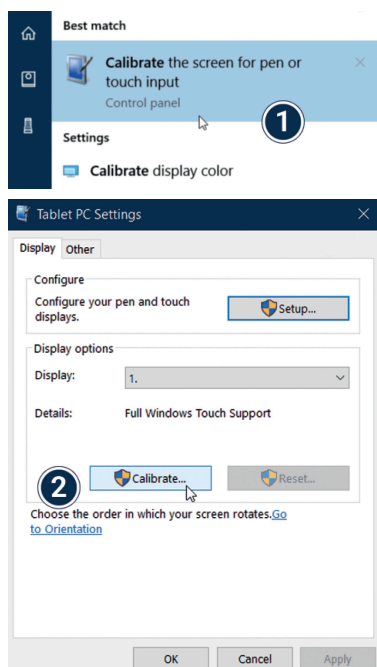 Best match
Calibrate the screen for pen or
touch input
Control panel
1
Settings
Calibrate display color
Tablet PC Settings
Display Other
Configure
Configure your pen and touch
displays.
Setup...
Display options
Display:
1.
Details:
Full Windows Touch Support
2
Calibrate...
Reset...
Choose the order in which your screen rotates.Go
to Orientation
OK Cancel Apply